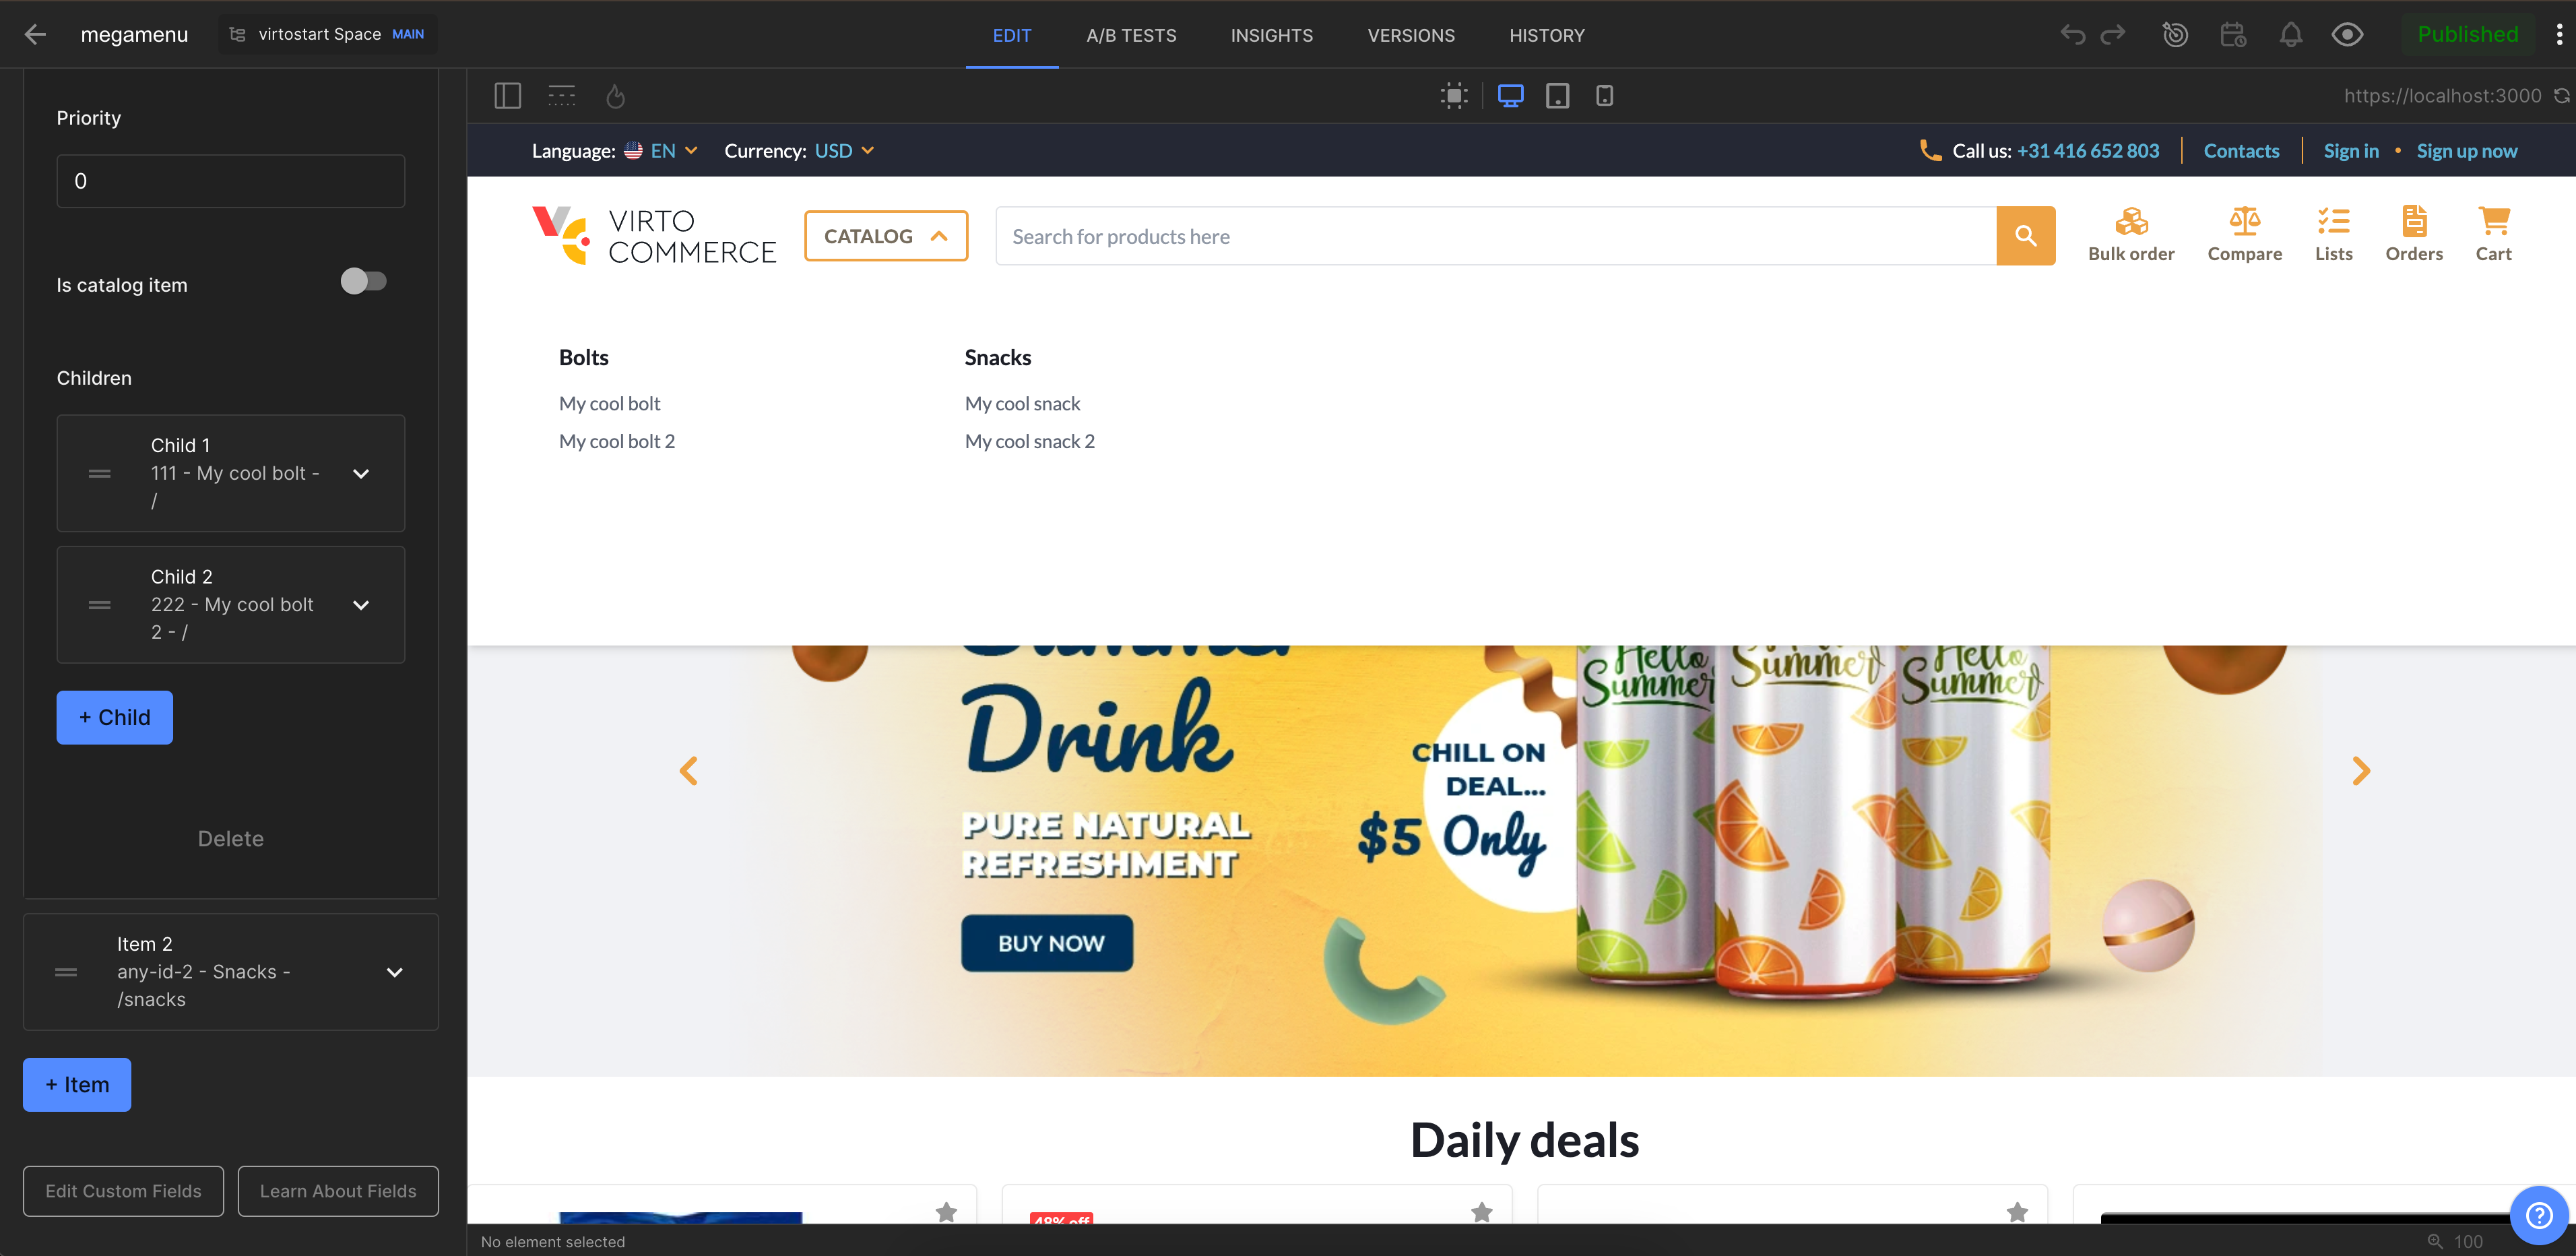 megamenu
virtostart Space MAIN
EDIT
A/B TESTS
INSIGHTS
VERSIONS
HISTORY
Published
https://localhost:3000
Priority
0
Is catalog item
Children
Child 1
111 - My cool bolt -
/
Child 2
222 - My cool bolt
2 - /
+ Child
Delete
Item 2
any-id-2 - Snacks -
/snacks
+ Item
Edit Custom Fields
Learn About Fields
Language: EN
Currency: USD
Call us: +31 416 652 803
Contacts
Sign in • Sign up now
VIRTO
COMMERCE
CATALOG
Search for products here
Bulk order
Compare
Lists
Orders
Cart
Bolts
My cool bolt
My cool bolt 2
Snacks
My cool snack
My cool snack 2
Summer
Drink
PURE NATURAL
REFRESHMENT
BUY NOW
CHILL ON
DEAL...
$5 Only
Hello
Summer
Hello
Summer
Hello
Summer
Daily deals
48% off
No element selected
100